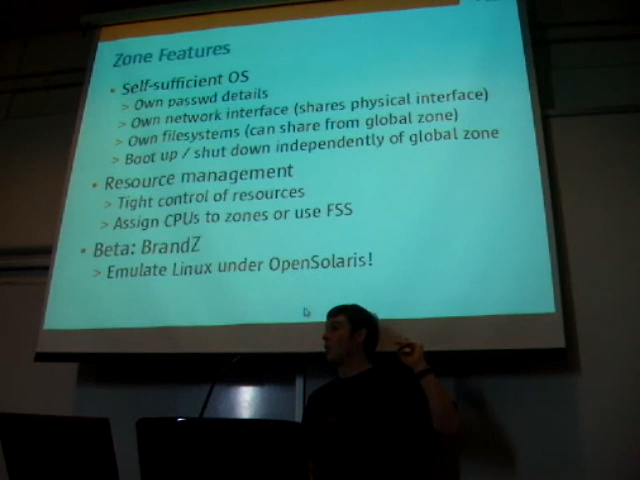 Zone Features
• Self-sufficient OS
> Own passwd details
> Own network interface (shares physical interface)
> Own filesystems (can share from global zone)
> Boot up / shut down independently of global zone
• Resource management
> Tight control of resources
> Assign CPUs to zones or use FSS
• Beta: BrandZ
> Emulate Linux under OpenSolaris!